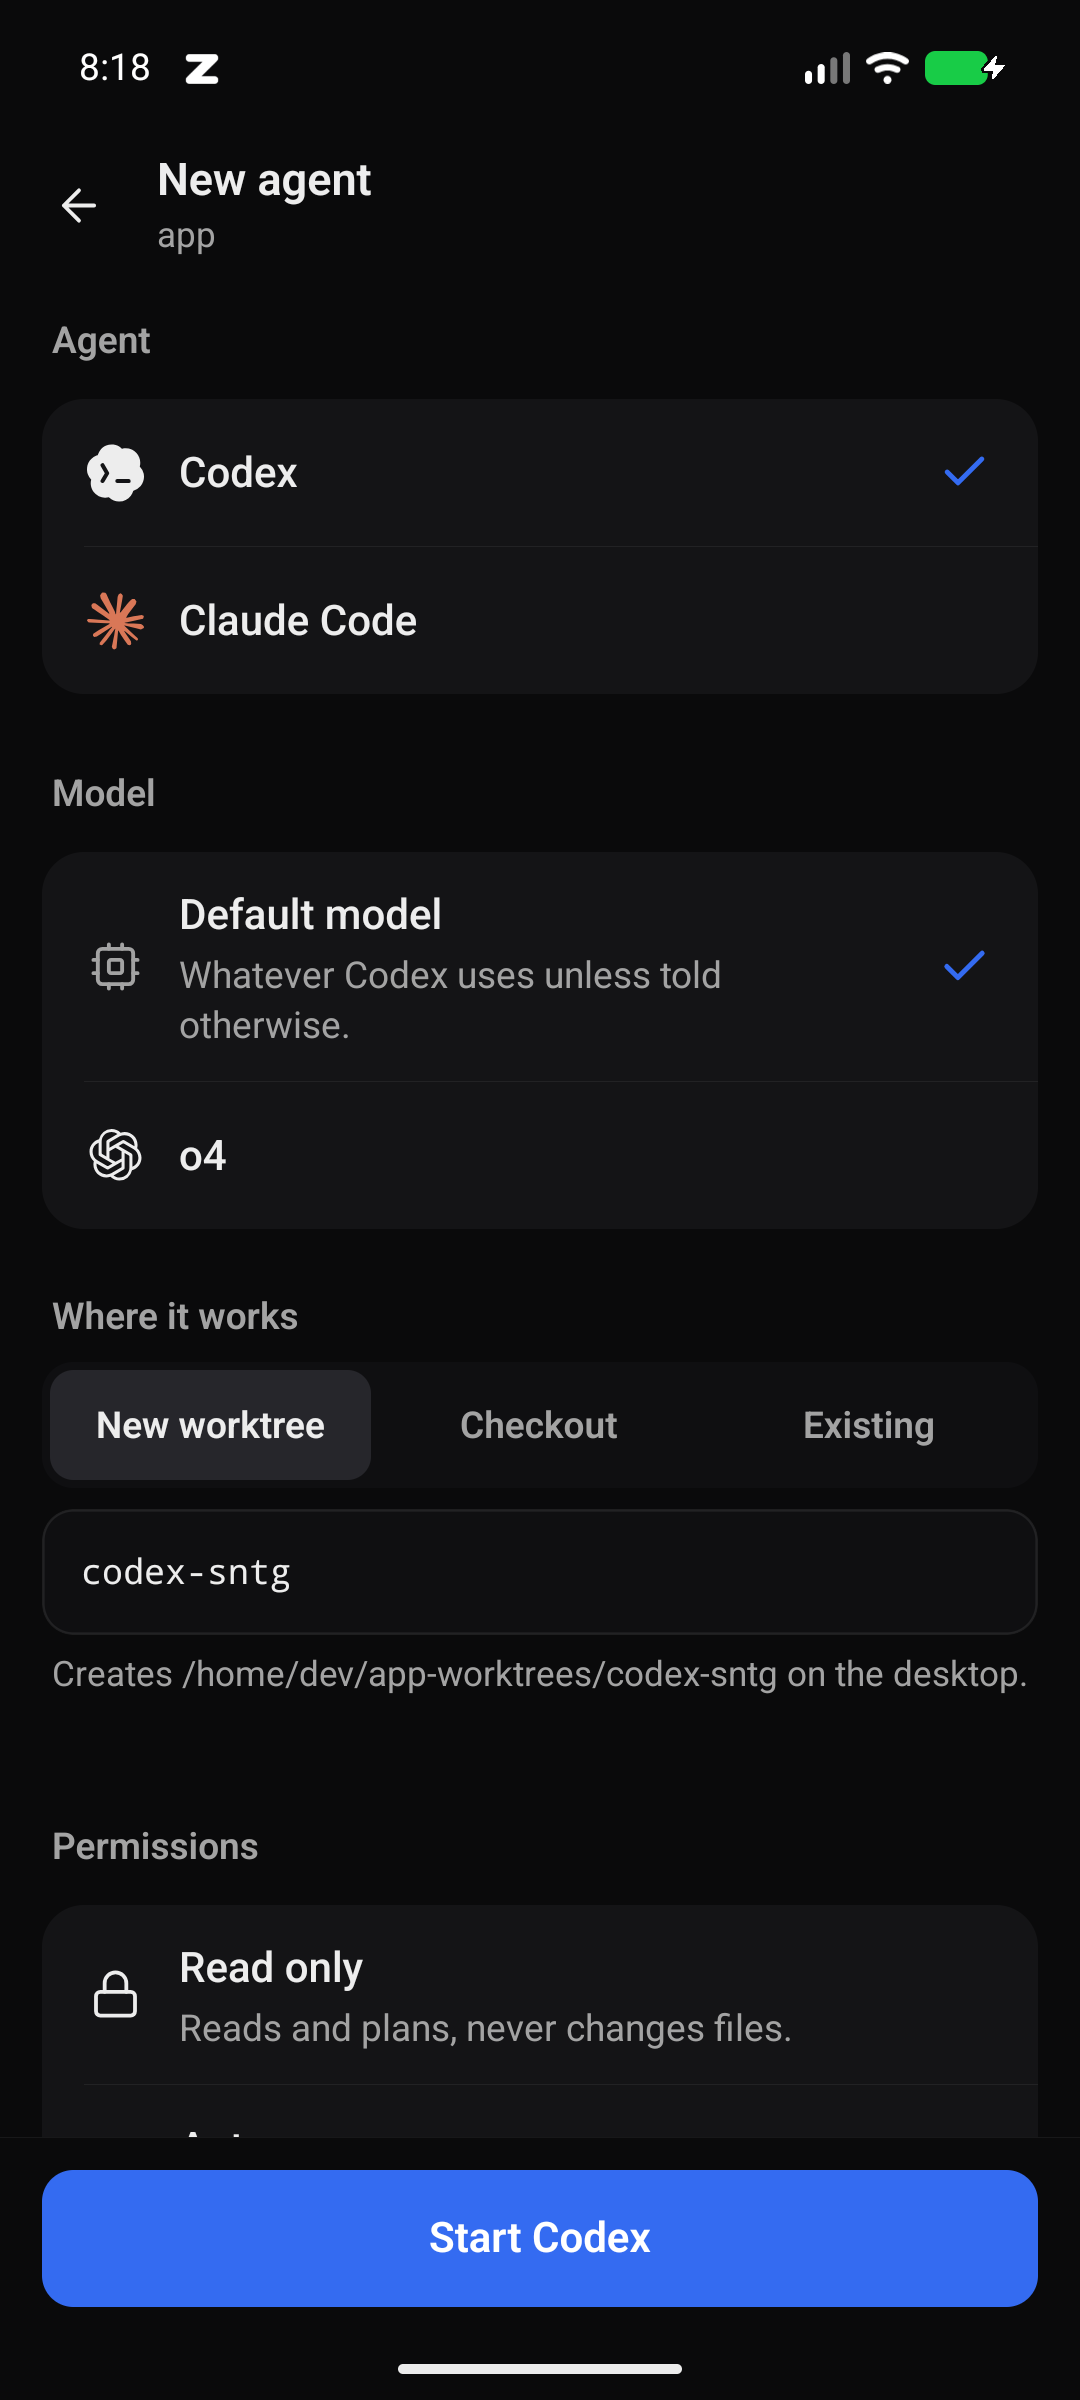 8:18
New agent
app
Agent
Codex
Claude Code
Model
Default model
Whatever Codex uses unless told
otherwise.
o4
Where it works
New worktree
Checkout
Existing
codex-sntg
Creates /home/dev/app-worktrees/codex-sntg on the desktop.
Permissions
Read only
Reads and plans, never changes files.
Start Codex